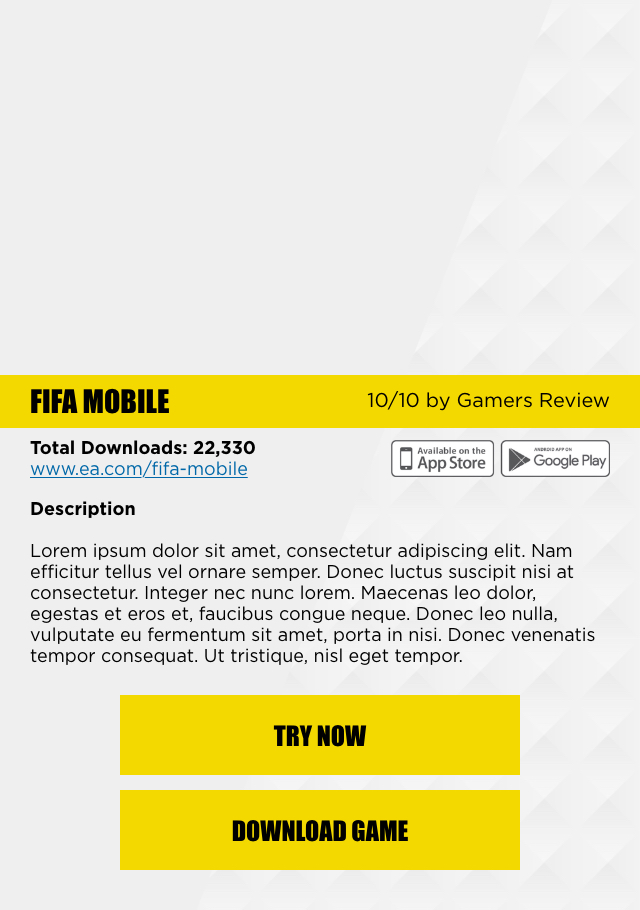 FIFA MOBILE
10/10 by Gamers Review
Total Downloads: 22,330
www.ea.com/fifa-mobile
Available on the
App Store
ANDROID APP ON
Google Play
Description
Lorem ipsum dolor sit amet, consectetur adipiscing elit. Nam
efficitur tellus vel ornare semper. Donec luctus suscipit nisi at
consectetur. Integer nec nunc lorem. Maecenas leo dolor,
egestas et eros et, faucibus congue neque. Donec leo nulla,
vulputate eu fermentum sit amet, porta in nisi. Donec venenatis
tempor consequat. Ut tristique, nisl eget tempor.
TRY NOW
DOWNLOAD GAME